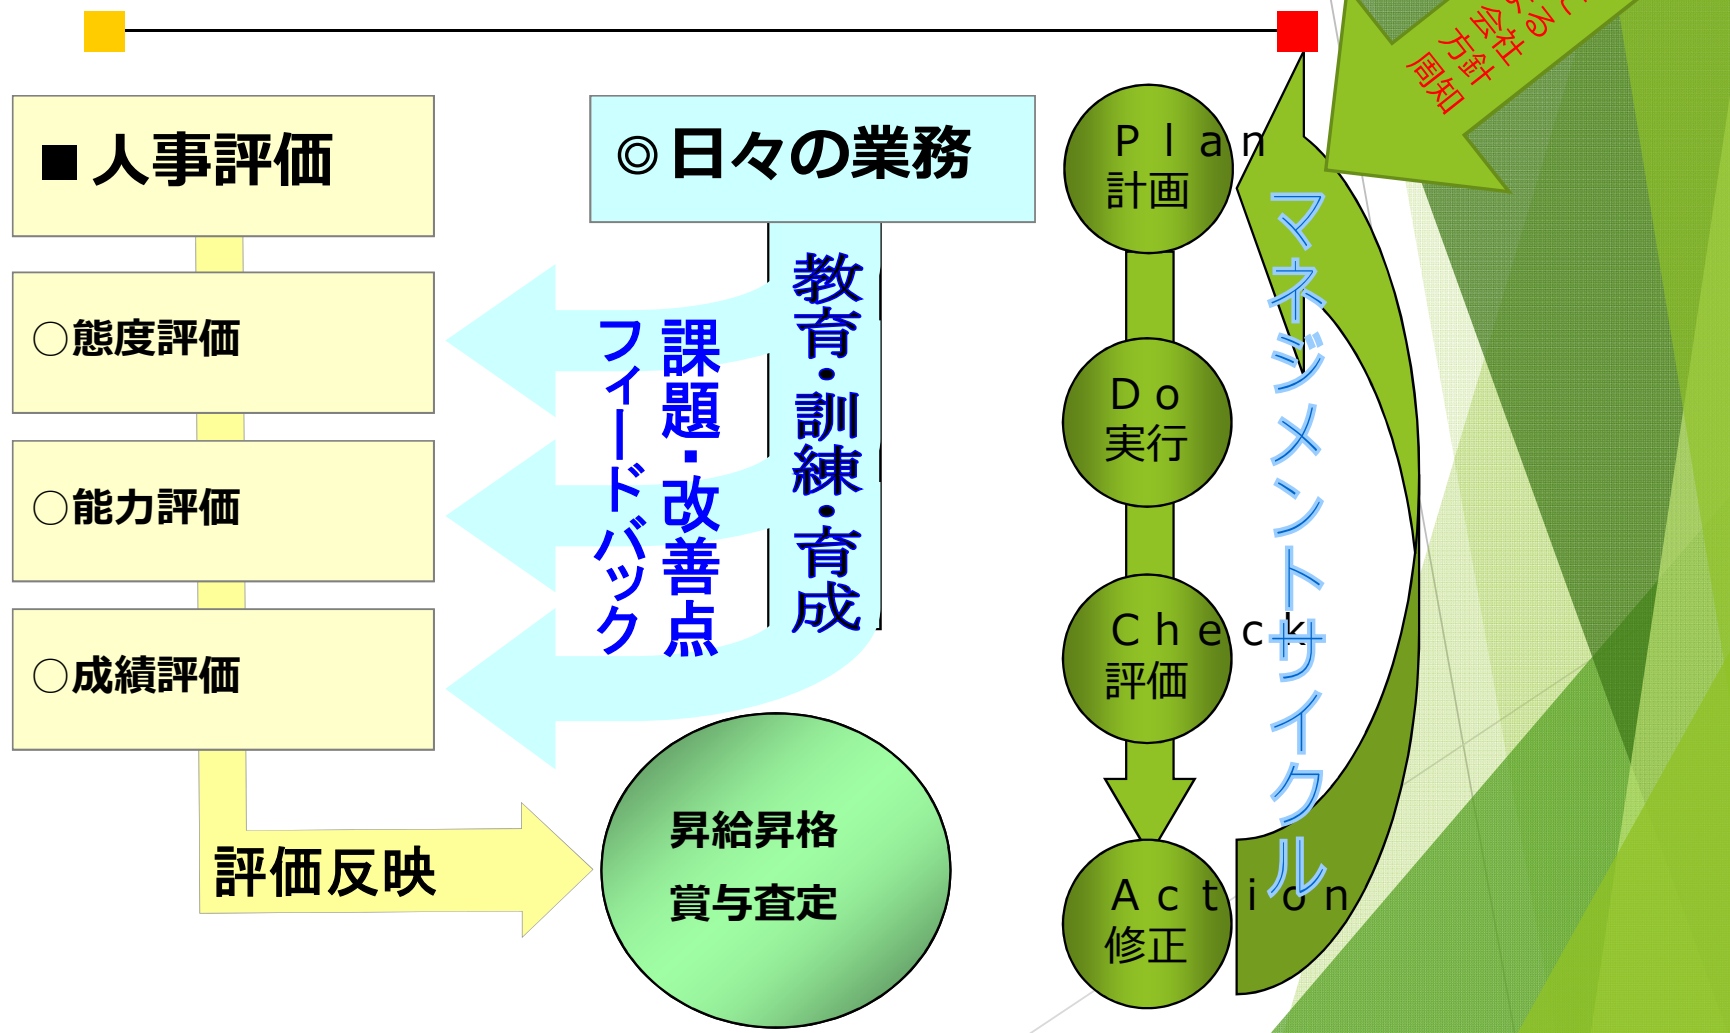 ■人事評価
○態度評価
○能力評価
○成績評価
評価反映
◎日々の業務
教育・訓練・育成
課題・改善点
フィードバック
昇給昇格
賞与査定
Ｐｌａｎ
計画
Ｄｏ
実行
Ｃｈｅｃｋ
評価
Ａｃｔｉｏｎ
修正
マネジメントサイクル
よる
会社
方針
周知